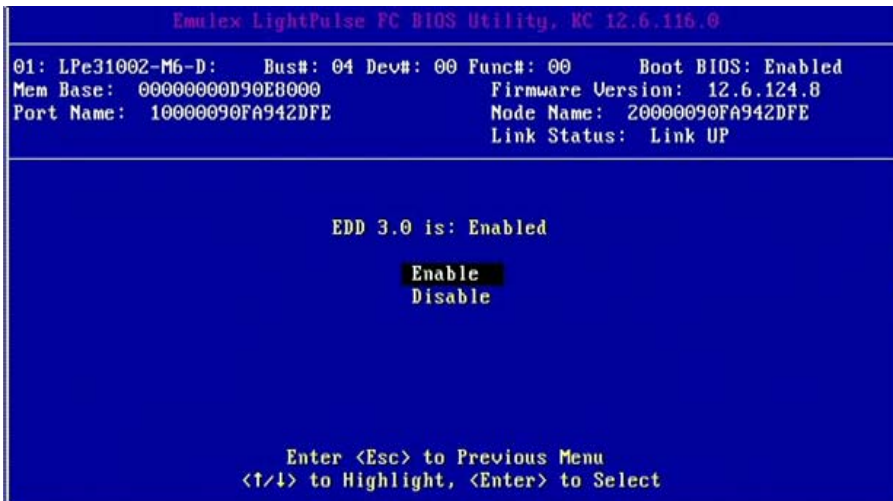 Emulex LightPulse FC BIOS Utility, KC 12.6.116.0
01: LPe31002-M6-D: Bus#: 04 Dev#: 00 Func#: 00 Boot BIOS: Enabled
Mem Base: 00000000D90E8000 Firmware Version: 12.6.124.8
Port Name: 10000090FA942DFE Node Name: 20000090FA942DFE
Link Status: Link UP
EDD 3.0 is: Enabled
Enable
Disable
Enter <Esc> to Previous Menu
<↑/↓> to Highlight, <Enter> to Select